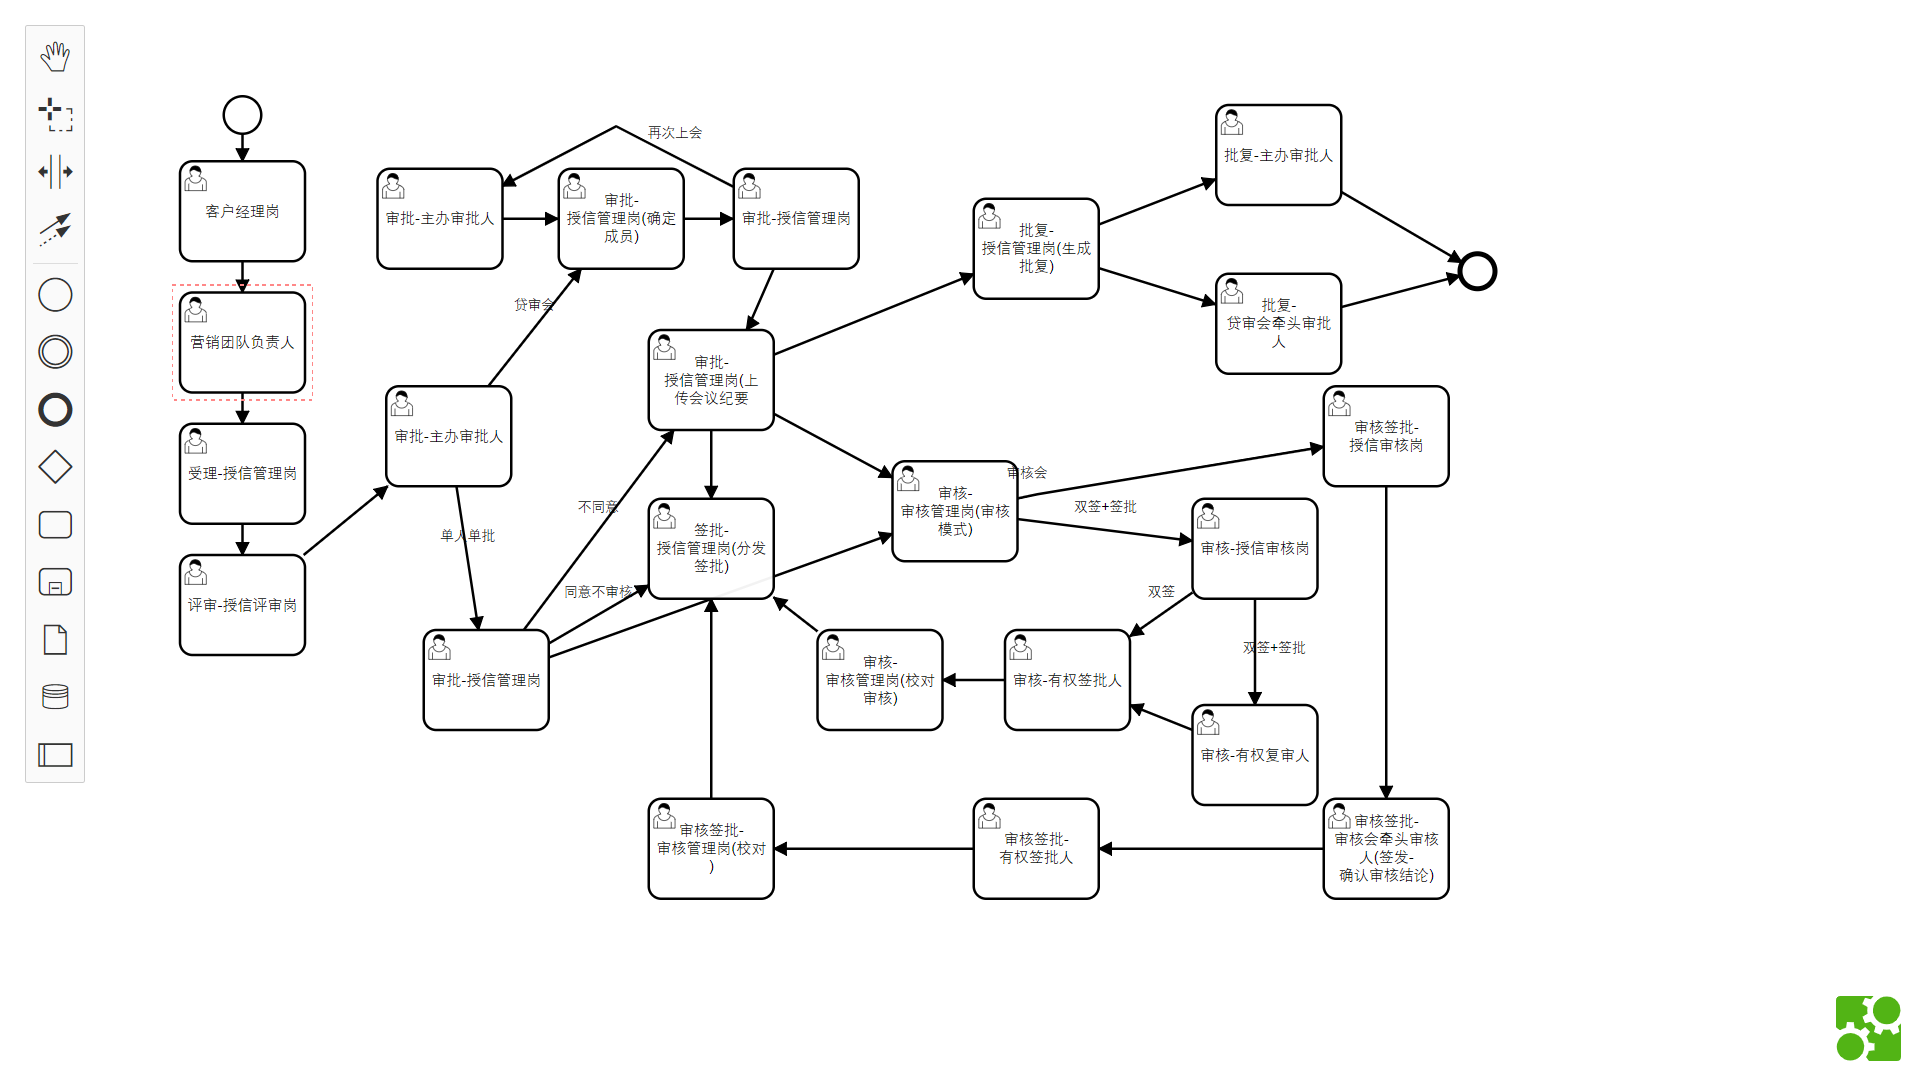 再次上会
批复-主办审批人
客户经理岗
审批-主办审批人
审批-
授信管理岗(确定
成员)
审批-授信管理岗
批复-
授信管理岗(生成
批复)
贷审会
批复-
贷审会牵头审批
人
营销团队负责人
审批-
授信管理岗(上
传会议纪要
审批-主办审批人
审核签批-
授信审核岗
受理-授信管理岗
审核会
审核-
审核管理岗(审核
模式)
不同意
双签+签批
单人单批
签批-
授信管理岗(分发
签批)
审核-授信审核岗
同意不审核
双签
评审-授信评审岗
双签+签批
审批-授信管理岗
审核-
审核管理岗(校对
审核)
审核-有权签批人
审核-有权复审人
审核签批-
审核管理岗(校对
)
审核签批-
有权签批人
审核签批-
审核会牵头审核
人(签发-
确认审核结论)